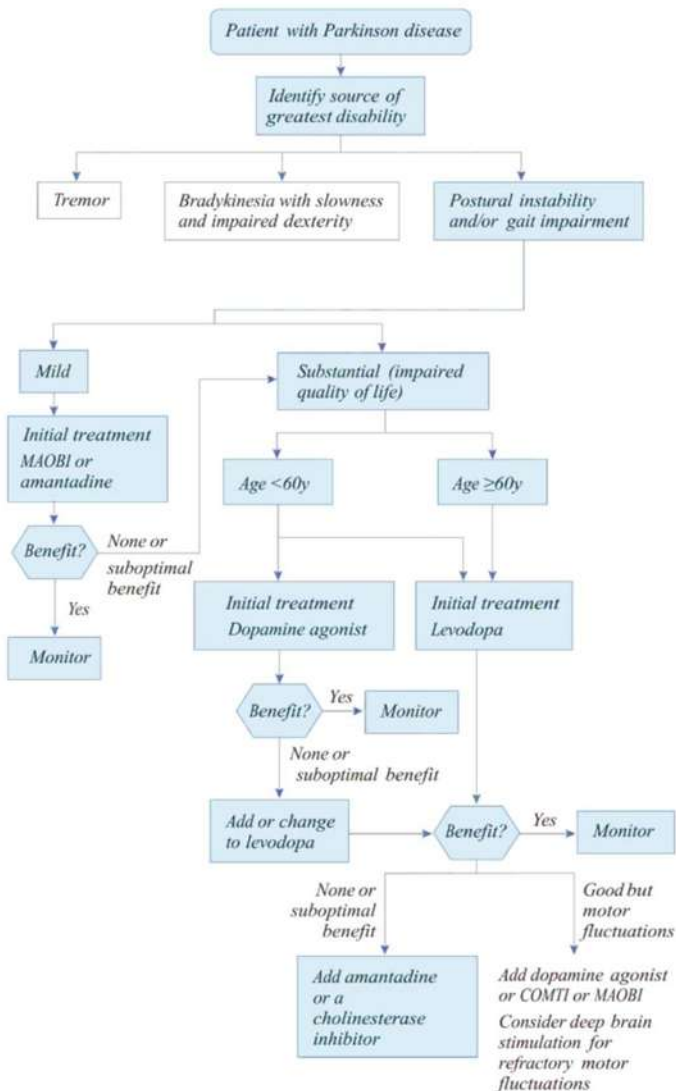 Patient with Parkinson disease
Identify source of
greatest disability
Tremor
Bradykinesia with slowness
and impaired dexterity
Postural instability
and/or gait impairment
Mild
Substantial (impaired
quality of life)
Initial treatment
MAOBI or
amantadine
Age <60y
Age ≥60y
Benefit?
None or
suboptimal
benefit
Yes
Monitor
Initial treatment
Dopamine agonist
Initial treatment
Levodopa
Benefit?
Yes
Monitor
None or
suboptimal benefit
Add or change
to levodopa
Benefit?
Yes
Monitor
None or
suboptimal
benefit
Good but
motor
fluctuations
Add amantadine
or a
cholinesterase
inhibitor
Add dopamine agonist
or COMTI or MAOBI
Consider deep brain
stimulation for
refractory motor
fluctuations